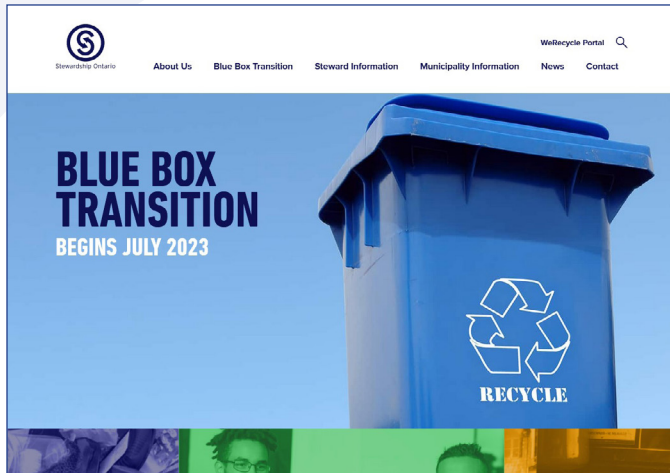 Stewardship Ontario
WeRecycle Portal
About Us Blue Box Transition Steward Information Municipality Information News Contact
BLUE BOX
TRANSITION
BEGINS JULY 2023
RECYCLE